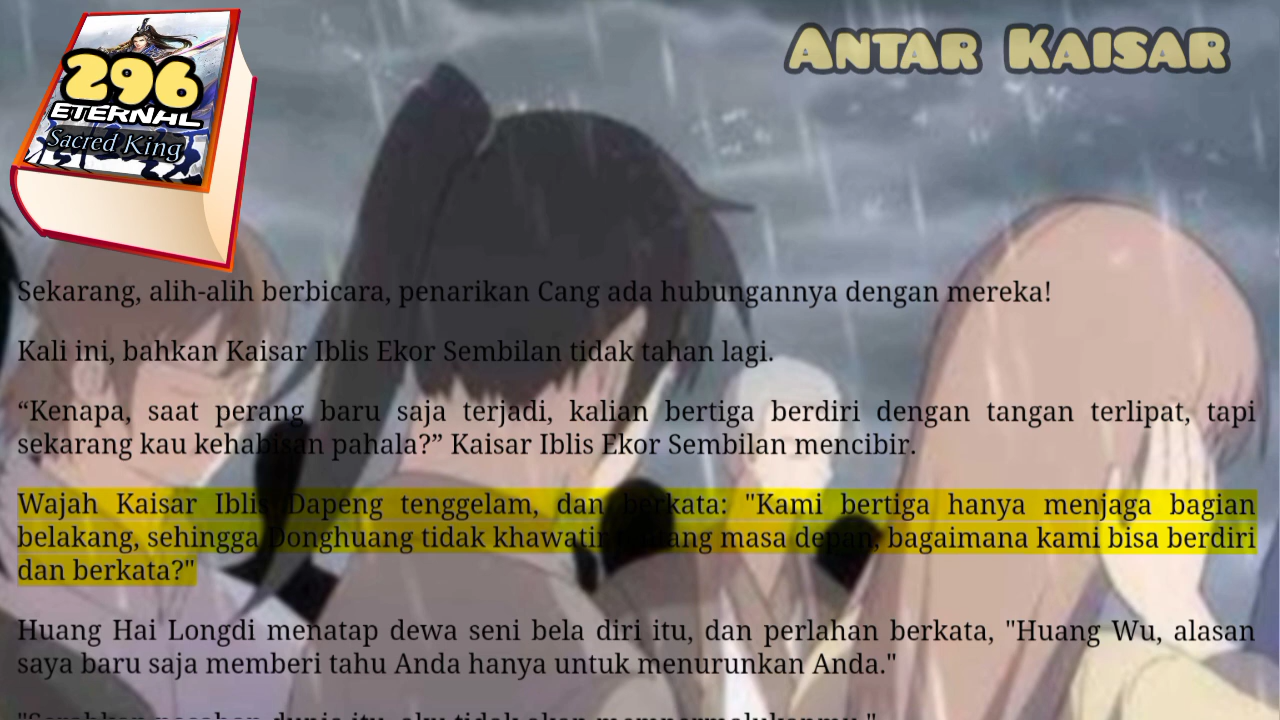 296
ETERNAL
Sacred King
ANTAR KAISAR
Sekarang, alih-alih berbicara, penarikan Cang ada hubungannya dengan mereka!
Kali ini, bahkan Kaisar Iblis Ekor Sembilan tidak tahan lagi.
“Kenapa, saat perang baru saja terjadi, kalian bertiga berdiri dengan tangan terlipat, tapi
sekarang kau kehabisan pahala?” Kaisar Iblis Ekor Sembilan mencibir.
Wajah Kaisar Iblis Dapeng tenggelam, dan berkata: "Kami bertiga hanya menjaga bagian
belakang, sehingga Donghuang tidak khawatir tentang masa depan, bagaimana kami bisa berdiri
dan berkata?"
Huang Hai Longdi menatap dewa seni bela diri itu, dan perlahan berkata, "Huang Wu, alasan
saya baru saja memberi tahu Anda hanya untuk menurunkan Anda."